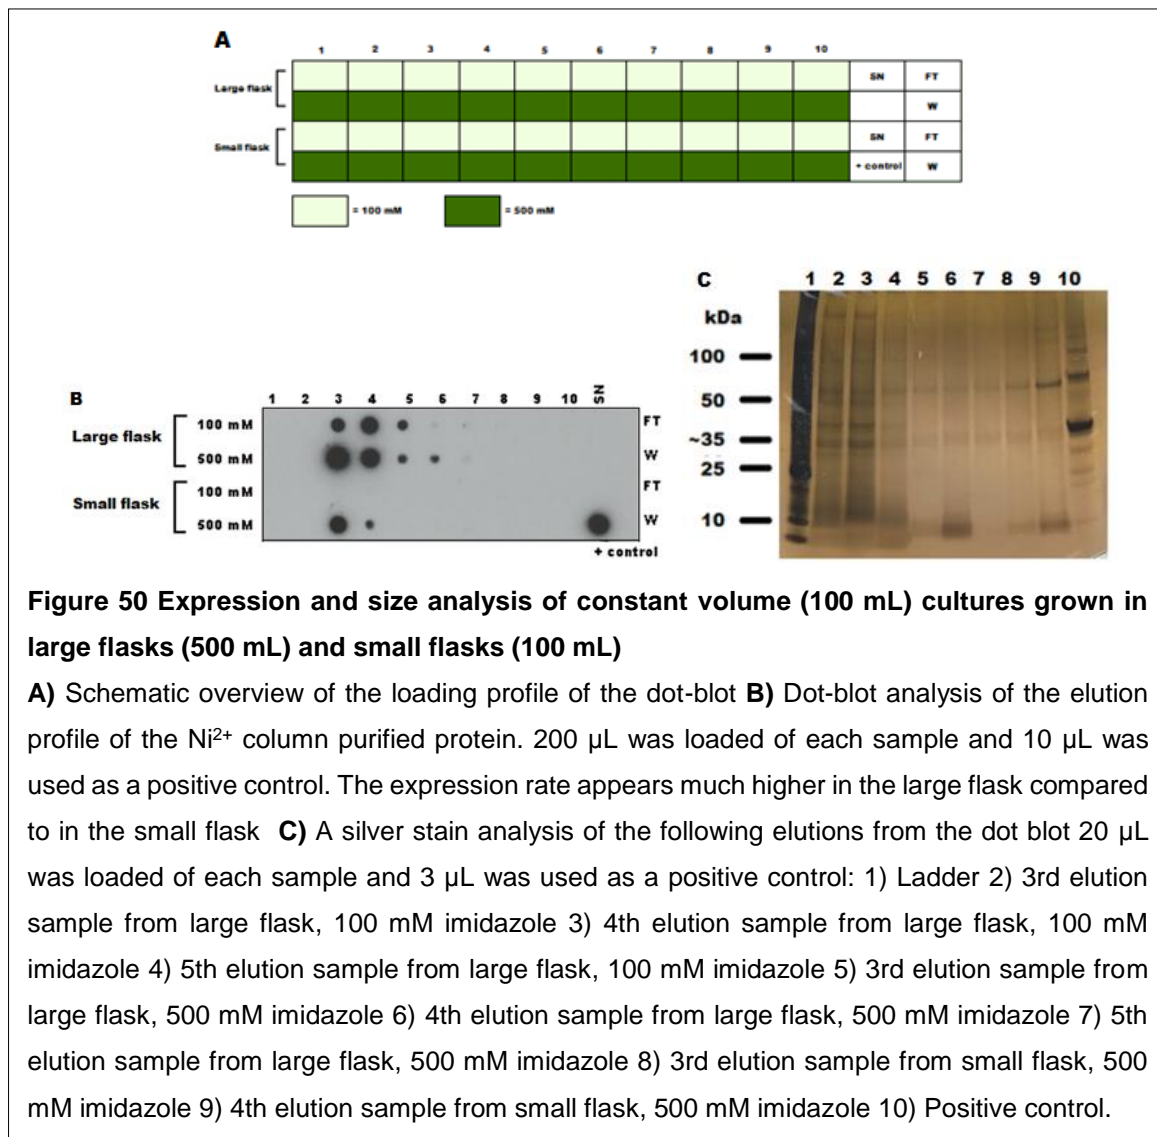 A
1 2 3 4 5 6 7 8 9 10
Large flask
SN FT
W
Small flask
SN FT
+ control W
= 100 mM = 500 mM
B
1 2 3 4 5 6 7 8 9 10 SN
Large flask
100 mM FT
500 mM W
Small flask
100 mM FT
500 mM W
+ control
C
1 2 3 4 5 6 7 8 9 10
kDa
100
50
~35
25
10
Figure 50 Expression and size analysis of constant volume (100 mL) cultures grown in
large flasks (500 mL) and small flasks (100 mL)
A) Schematic overview of the loading profile of the dot-blot B) Dot-blot analysis of the elution
profile of the Ni²⁺ column purified protein. 200 µL was loaded of each sample and 10 µL was
used as a positive control. The expression rate appears much higher in the large flask compared
to in the small flask C) A silver stain analysis of the following elutions from the dot blot 20 µL
was loaded of each sample and 3 µL was used as a positive control: 1) Ladder 2) 3rd elution
sample from large flask, 100 mM imidazole 3) 4th elution sample from large flask, 100 mM
imidazole 4) 5th elution sample from large flask, 100 mM imidazole 5) 3rd elution sample from
large flask, 500 mM imidazole 6) 4th elution sample from large flask, 500 mM imidazole 7) 5th
elution sample from large flask, 500 mM imidazole 8) 3rd elution sample from small flask, 500
mM imidazole 9) 4th elution sample from small flask, 500 mM imidazole 10) Positive control.